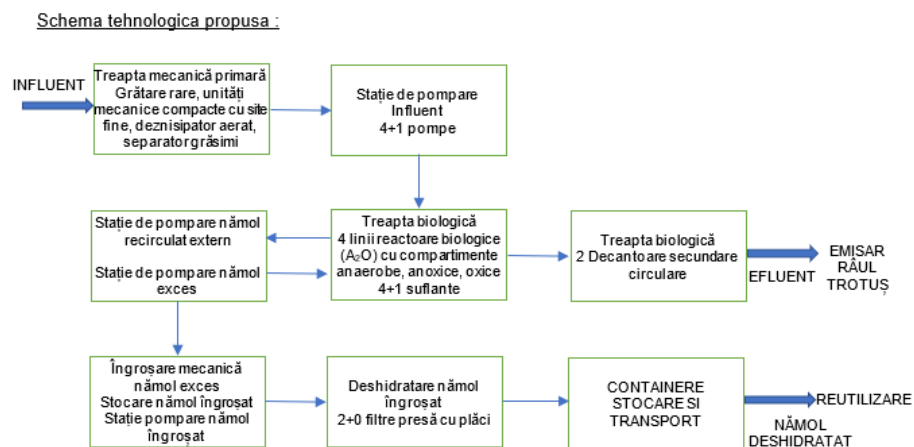 Schema tehnologica propusa :
INFLUENT
Treapta mecanică primară
Grătare rare, unități
mecanice compacte cu site
fine, deznisipator aerat,
separator grăsimi
Stație de pompare
Influent
4+1 pompe
Stație de pompare nămol
recirculat extern
Stație de pompare nămol
exces
Treapta biologică
4 linii reactoare biologice
(A₂O) cu compartimente
anaerobe, anoxice, oxice
4+1 suflante
Treapta biologică
2 Decantoare secundare
circulare
EFLUENT
EMISAR
RÂUL
TROTUȘ
Îngroșare mecanică
nămol exces
Stocare nămol îngroșat
Stație pompare nămol
îngroșat
Deshidratare nămol
îngroșat
2+0 filtre presă cu plăci
CONTAINERE
STOCARE SI
TRANSPORT
REUTILIZARE
NĂMOL
DESHIDRATAT